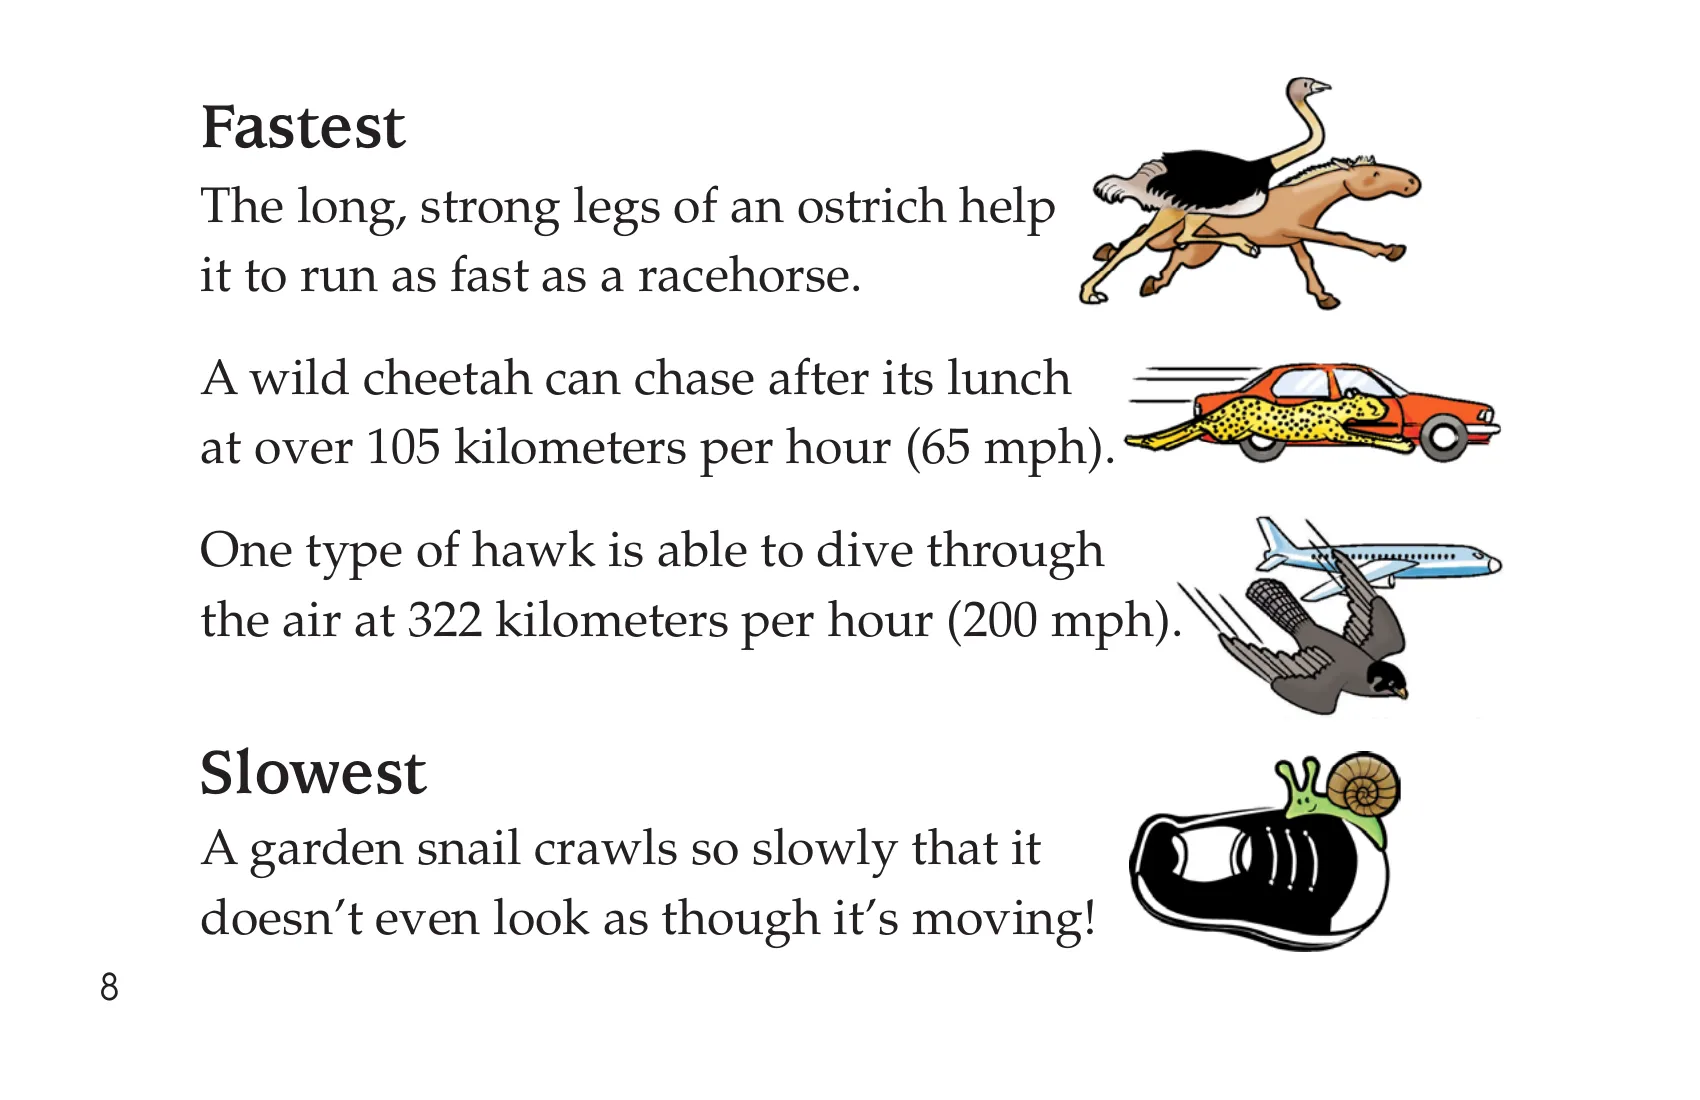 Fastest
The long, strong legs of an ostrich help
it to run as fast as a racehorse.
A wild cheetah can chase after its lunch
at over 105 kilometers per hour (65 mph).
One type of hawk is able to dive through
the air at 322 kilometers per hour (200 mph).
Slowest
A garden snail crawls so slowly that it
doesn’t even look as though it’s moving!
8